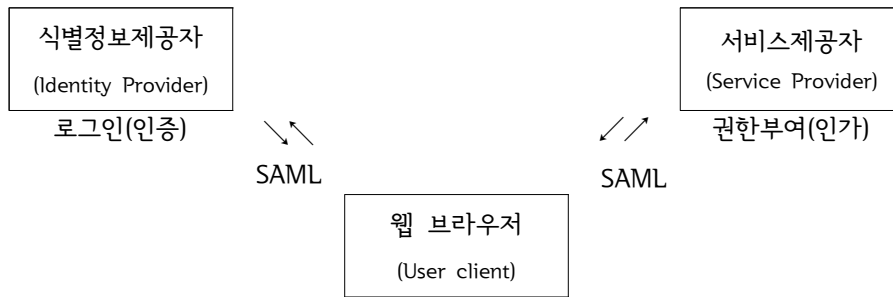 식별정보제공자
(Identity Provider)
로그인(인증)
SAML
서비스제공자
(Service Provider)
권한부여(인가)
SAML
웹 브라우저
(User client)